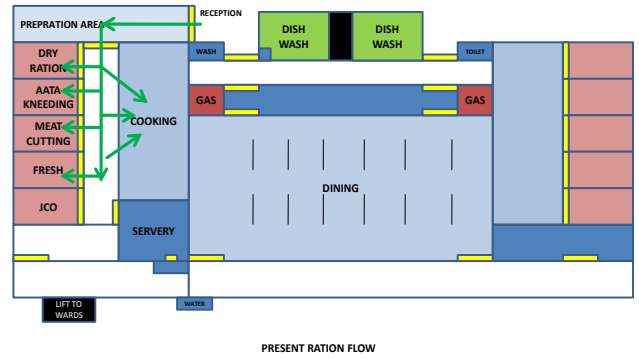 RECEPTION
PREPRATION AREA
DISH
WASH
DISH
WASH
DRY
RATION
WASH
TOILET
AATA
KNEEDING
GAS
GAS
COOKING
MEAT
CUTTING
FRESH
DINING
JCO
SERVERY
LIFT TO
WARDS
WATER
PRESENT RATION FLOW